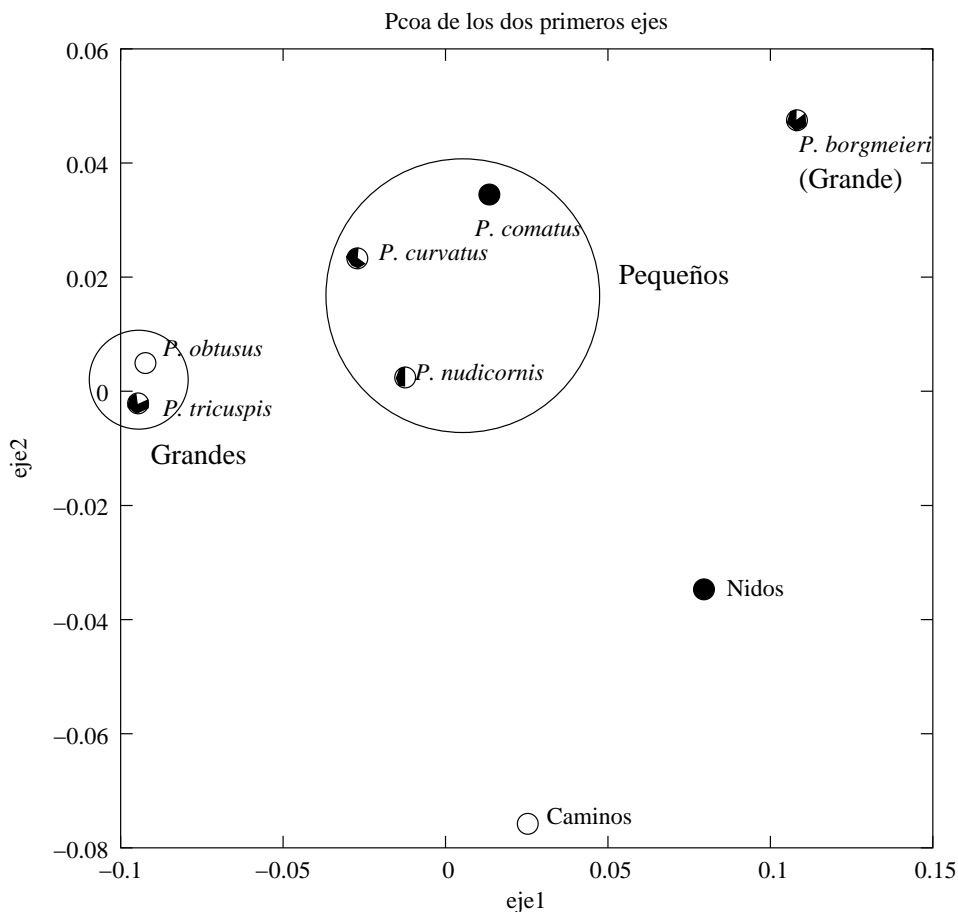 Pcoa de los dos primeros ejes
0.06
P. borgmeieri
(Grande)
0.04
P. comatus
P. curvatus
Pequeños
0.02
P. obtusus
P. nudicornis
0
P. tricuspis
Grandes
eje2
−0.02
Nidos
−0.04
−0.06
Caminos
−0.08
−0.1 −0.05 0 0.05 0.1 0.15
eje1